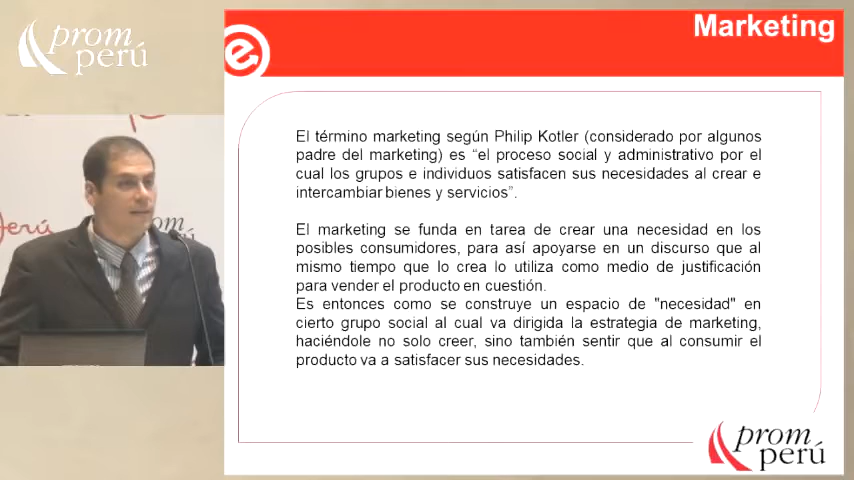 prom
perú
Marketing
El término marketing según Philip Kotler (considerado por algunos
padre del marketing) es “el proceso social y administrativo por el
cual los grupos e individuos satisfacen sus necesidades al crear e
intercambiar bienes y servicios”.
El marketing se funda en tarea de crear una necesidad en los
posibles consumidores, para así apoyarse en un discurso que al
mismo tiempo que lo crea lo utiliza como medio de justificación
para vender el producto en cuestión.
Es entonces como se construye un espacio de "necesidad" en
cierto grupo social al cual va dirigida la estrategia de marketing,
haciéndole no solo creer, sino también sentir que al consumir el
producto va a satisfacer sus necesidades.
prom
perú